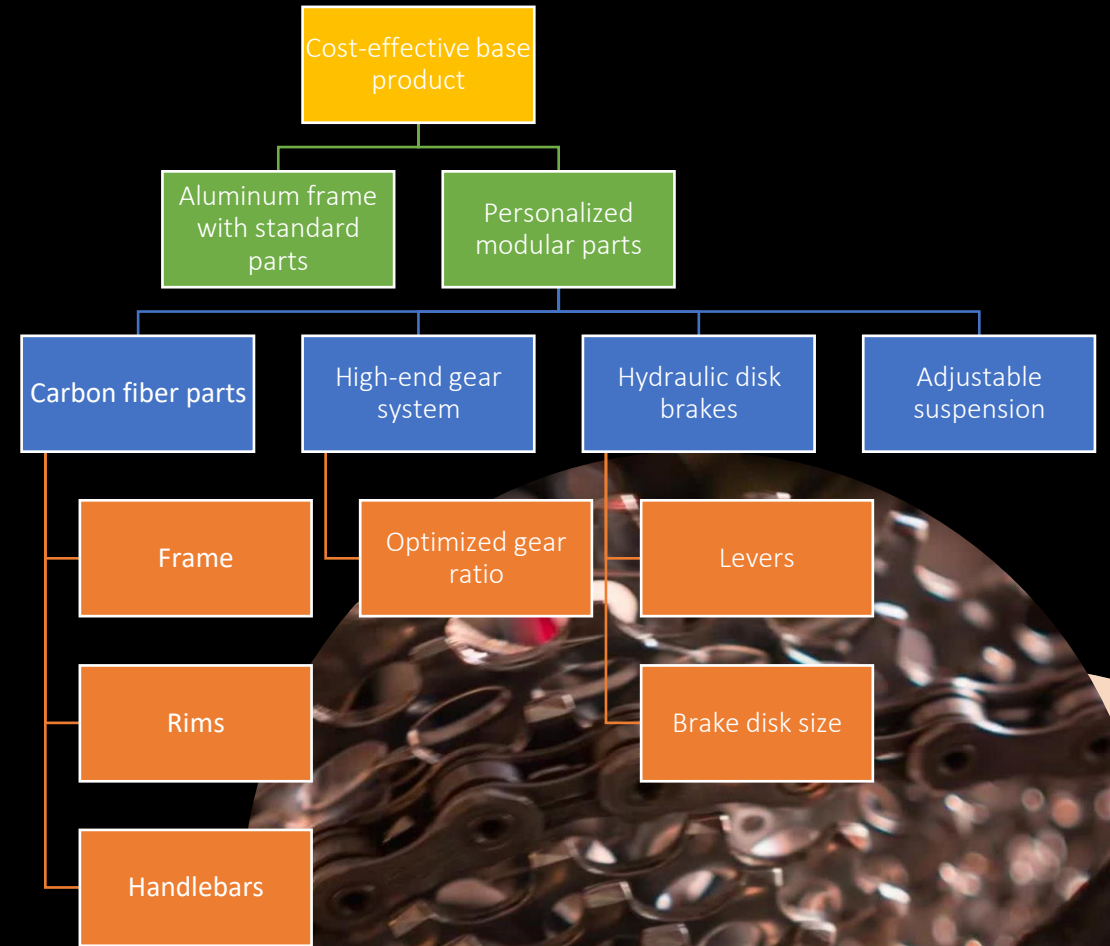 Cost-effective base
product
Aluminum frame
with standard
parts
Personalized
modular parts
Carbon fiber parts
High-end gear
system
Hydraulic disk
brakes
Adjustable
suspension
Frame
Optimized gear
ratio
Levers
Rims
Brake disk size
Handlebars